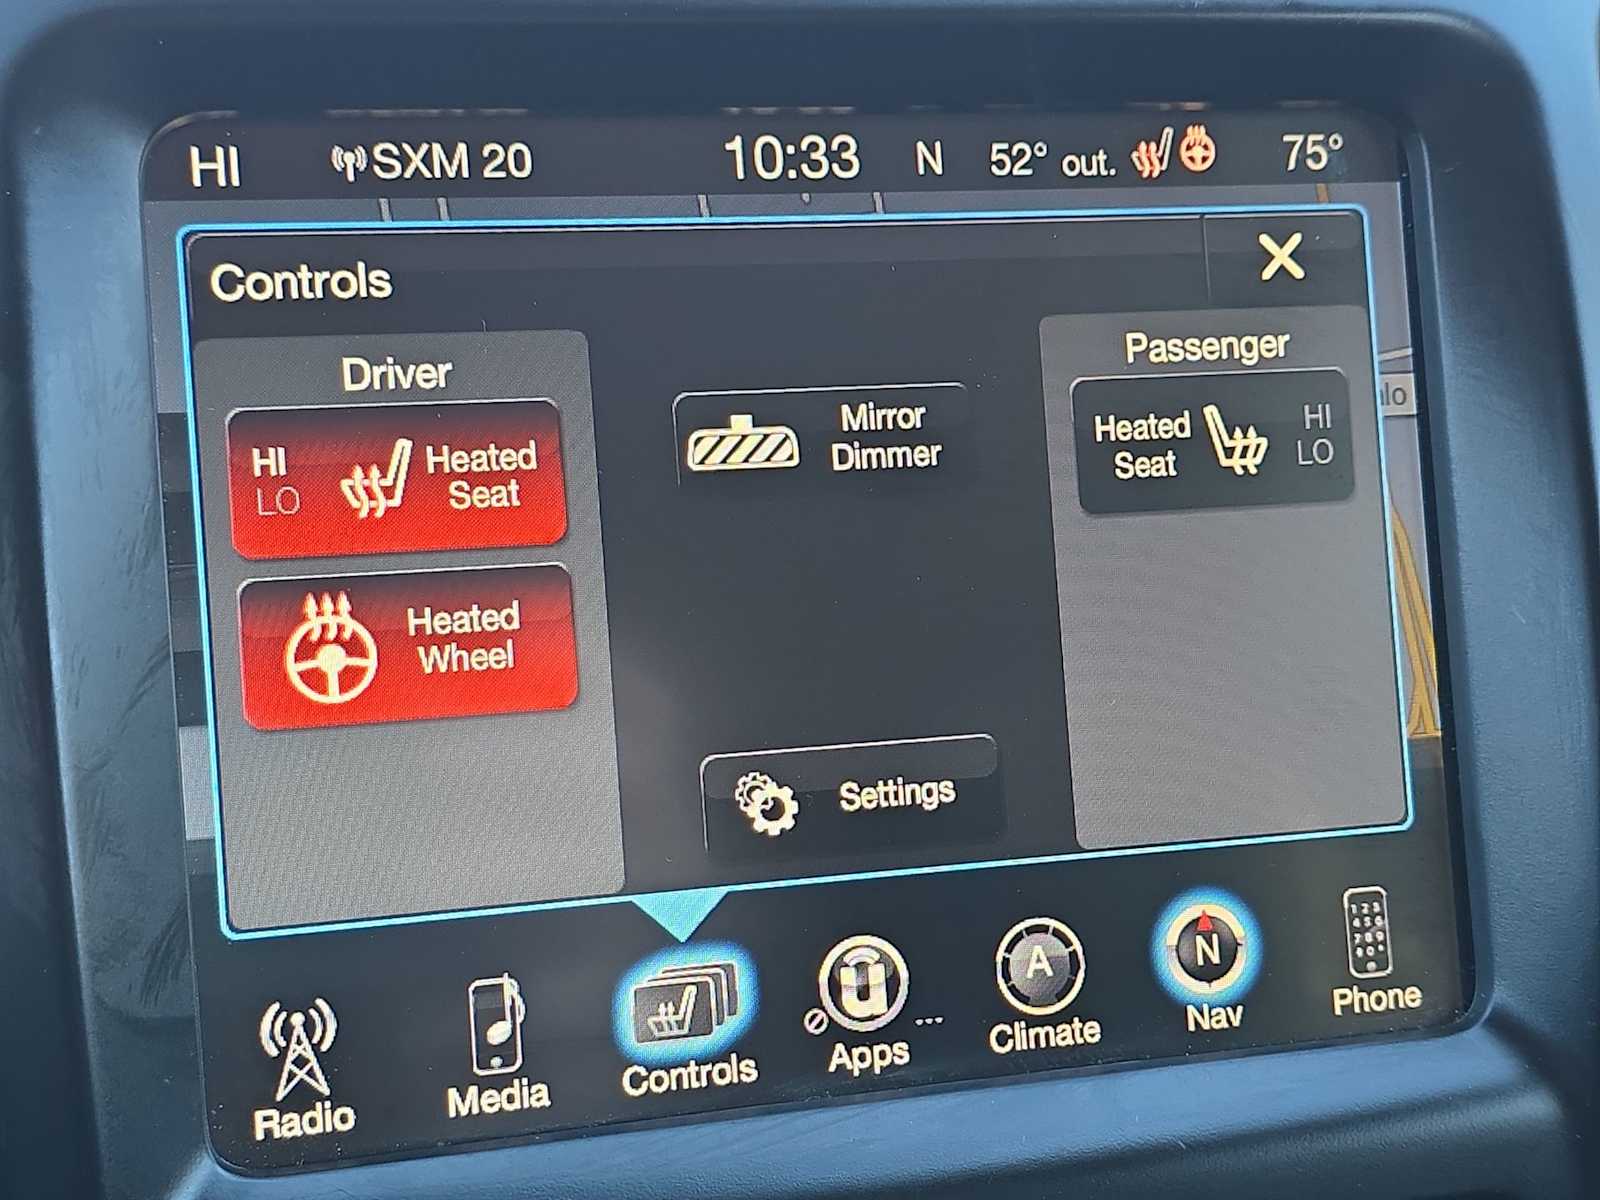 HI SXM 20 10:33 N 52° out. 75°
Controls
Driver
HI
LO
Heated
Seat
Heated
Wheel
Mirror
Dimmer
Settings
Passenger
Heated
Seat
HI
LO
Radio
Media
Controls
Apps
...
A
Climate
N
Nav
Phone